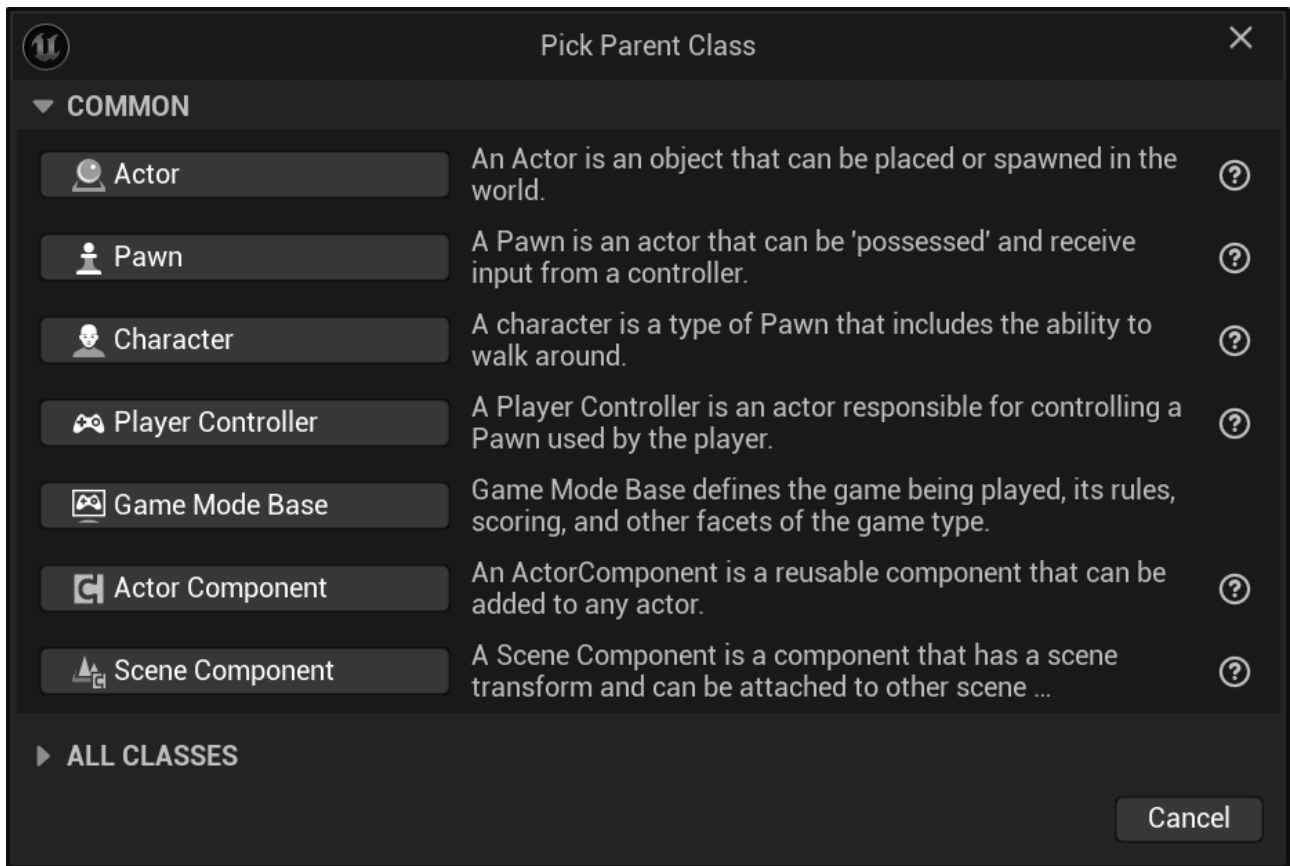 Pick Parent Class
COMMON
Actor
An Actor is an object that can be placed or spawned in the
world.
Pawn
A Pawn is an actor that can be 'possessed' and receive
input from a controller.
Character
A character is a type of Pawn that includes the ability to
walk around.
Player Controller
A Player Controller is an actor responsible for controlling a
Pawn used by the player.
Game Mode Base
Game Mode Base defines the game being played, its rules,
scoring, and other facets of the game type.
Actor Component
An ActorComponent is a reusable component that can be
added to any actor.
Scene Component
A Scene Component is a component that has a scene
transform and can be attached to other scene ...
ALL CLASSES
Cancel